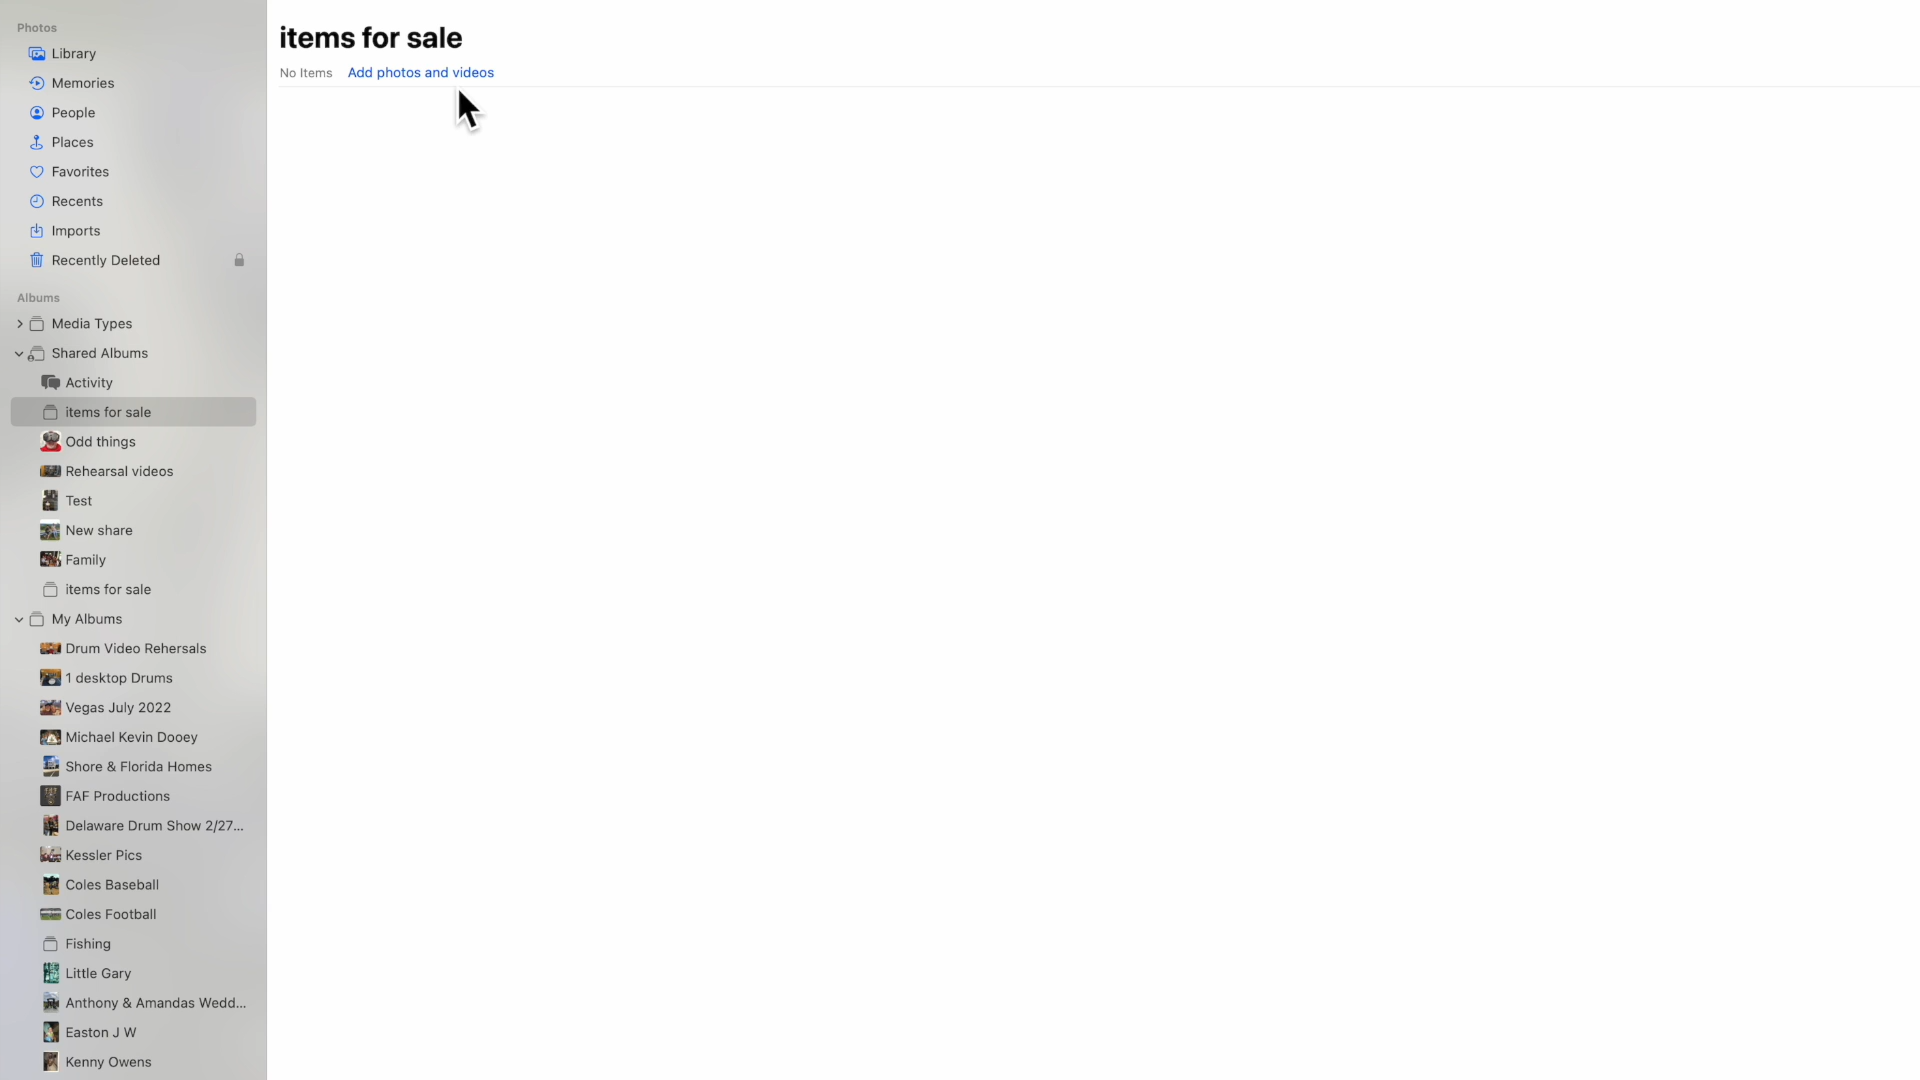 Photos
Library
Memories
People
Places
Favorites
Recents
Imports
Recently Deleted
Albums
Media Types
Shared Albums
Activity
items for sale
Odd things
Rehearsal videos
Test
New share
Family
items for sale
My Albums
Drum Video Rehersals
1 desktop Drums
Vegas July 2022
Michael Kevin Dooey
Shore & Florida Homes
FAF Productions
Delaware Drum Show 2/27...
Kessler Pics
Coles Baseball
Coles Football
Fishing
Little Gary
Anthony & Amandas Wedd...
Easton J W
Kenny Owens
items for sale
No Items Add photos and videos